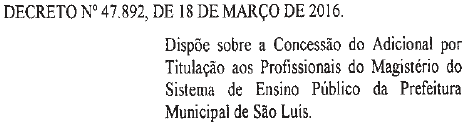 DECRETO Nº 47.892, DE 18 DE MARÇO DE 2016.
Dispõe sobre a Concessão do Adicional por
Titulação aos Profissionais do Magistério do
Sistema de Ensino Público da Prefeitura
Municipal de São Luís.